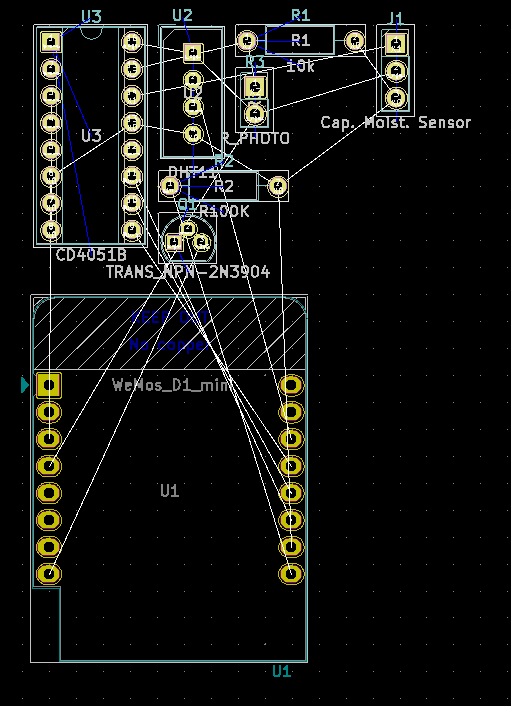 U3
U2
R1
J1
R1
R3
10k
U2
Cap. Moist. Sensor
U3
R_PHOTO
R2
DHT11
R2
Q1
R100K
CD4051B
TRANS_NPN-2N3904
KEEP OUT
No copper
WeMos_D1_mini
U1
U1